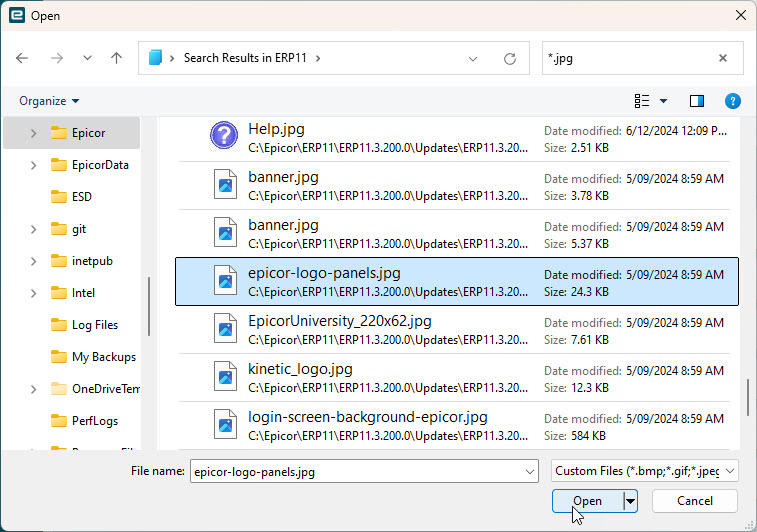 Open
Search Results in ERP11
*.jpg
Organize
Epicor
EpicorData
ESD
git
inetpub
Intel
Log Files
My Backups
OneDriveTem
PerfLogs
Help.jpg
Date modified: 6/12/2024 12:09 P...
C:\Epicor\ERP11\ERP11.3.200.0\Updates\ERP11.3.20...
Size: 2.51 KB
banner.jpg
Date modified: 5/09/2024 8:59 AM
C:\Epicor\ERP11\ERP11.3.200.0\Updates\ERP11.3.20...
Size: 3.78 KB
banner.jpg
Date modified: 5/09/2024 8:59 AM
C:\Epicor\ERP11\ERP11.3.200.0\Updates\ERP11.3.20...
Size: 5.37 KB
epicor-logo-panels.jpg
Date modified: 5/09/2024 8:59 AM
C:\Epicor\ERP11\ERP11.3.200.0\Updates\ERP11.3.20...
Size: 24.3 KB
EpicorUniversity_220x62.jpg
Date modified: 5/09/2024 8:59 AM
C:\Epicor\ERP11\ERP11.3.200.0\Updates\ERP11.3.20...
Size: 7.61 KB
kinetic_logo.jpg
Date modified: 5/09/2024 8:59 AM
C:\Epicor\ERP11\ERP11.3.200.0\Updates\ERP11.3.20...
Size: 12.3 KB
login-screen-background-epicor.jpg
Date modified: 5/09/2024 8:59 AM
C:\Epicor\ERP11\ERP11.3.200.0\Updates\ERP11.3.20...
Size: 584 KB
File name: epicor-logo-panels.jpg
Custom Files (*.bmp;*.gif;*.jpeg
Open
Cancel